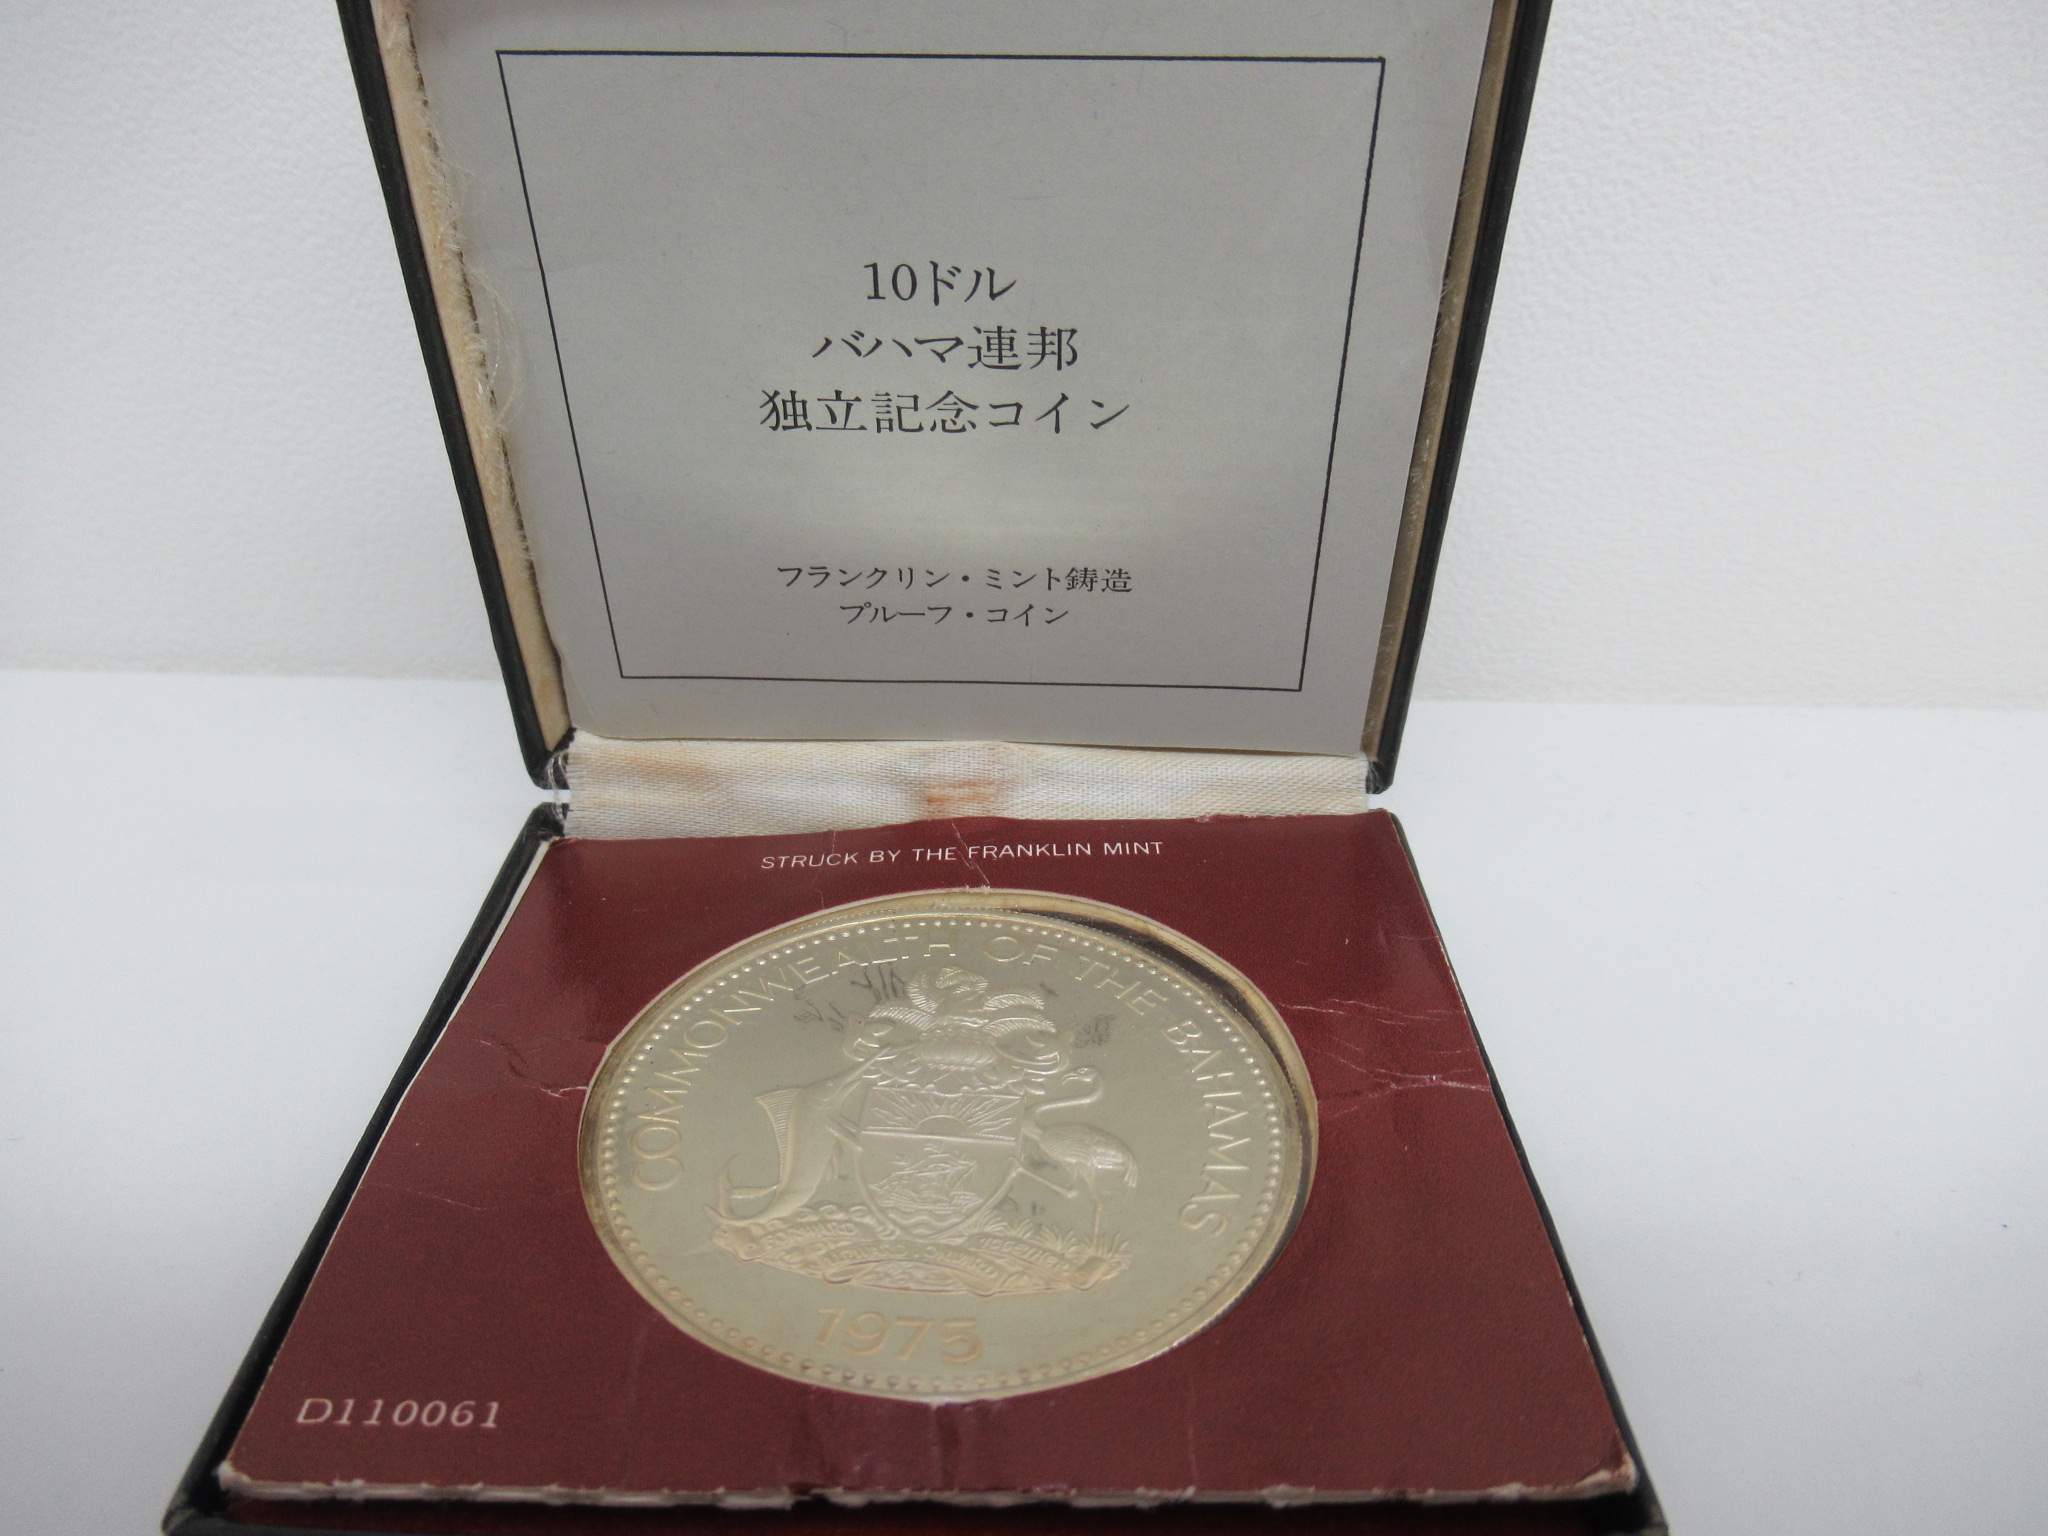 10ドル
バハマ連邦
独立記念コイン
フランクリン・ミント鋳造
プルーフ・コイン
STRUCK BY THE FRANKLIN MINT
COMMONWEALTH OF THE BAHAMAS
1975
D110061